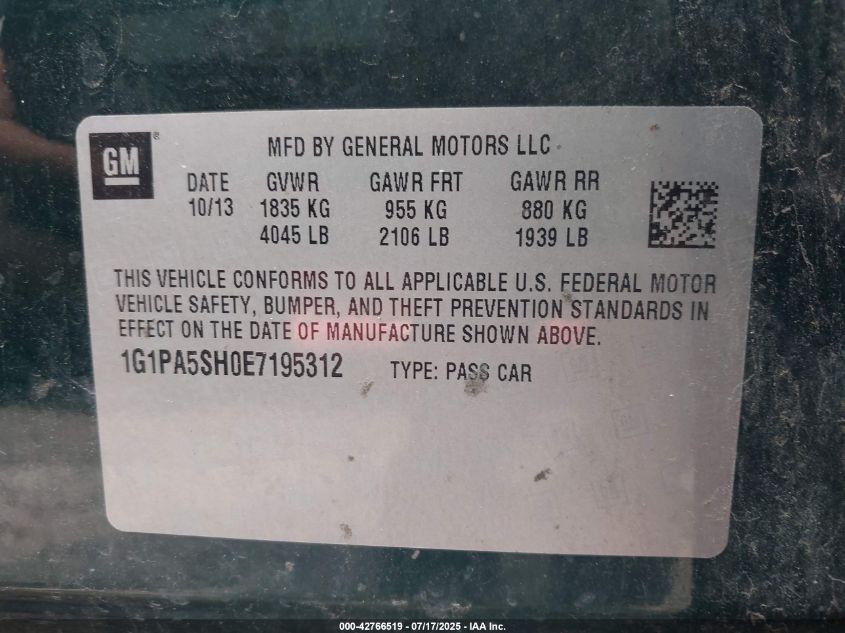 GM®
MFD BY GENERAL MOTORS LLC
DATE GVWR GAWR FRT GAWR RR
10/13 1835 KG 955 KG 880 KG
4045 LB 2106 LB 1939 LB
THIS VEHICLE CONFORMS TO ALL APPLICABLE U.S. FEDERAL MOTOR
VEHICLE SAFETY, BUMPER, AND THEFT PREVENTION STANDARDS IN
EFFECT ON THE DATE OF MANUFACTURE SHOWN ABOVE.
1G1PA5SH0E7195312 TYPE: PASS CAR
000-42766519 - 07/17/2025 - IAA Inc.